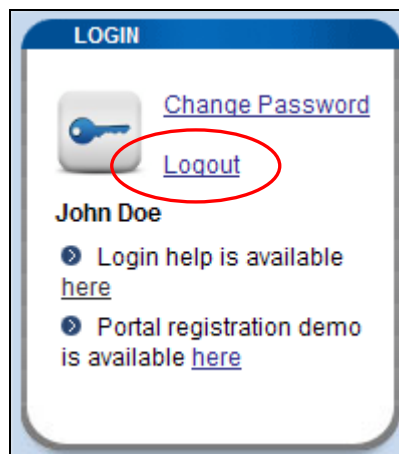 LOGIN
Change Password
Logout
John Doe
Login help is available
here
Portal registration demo
is available here